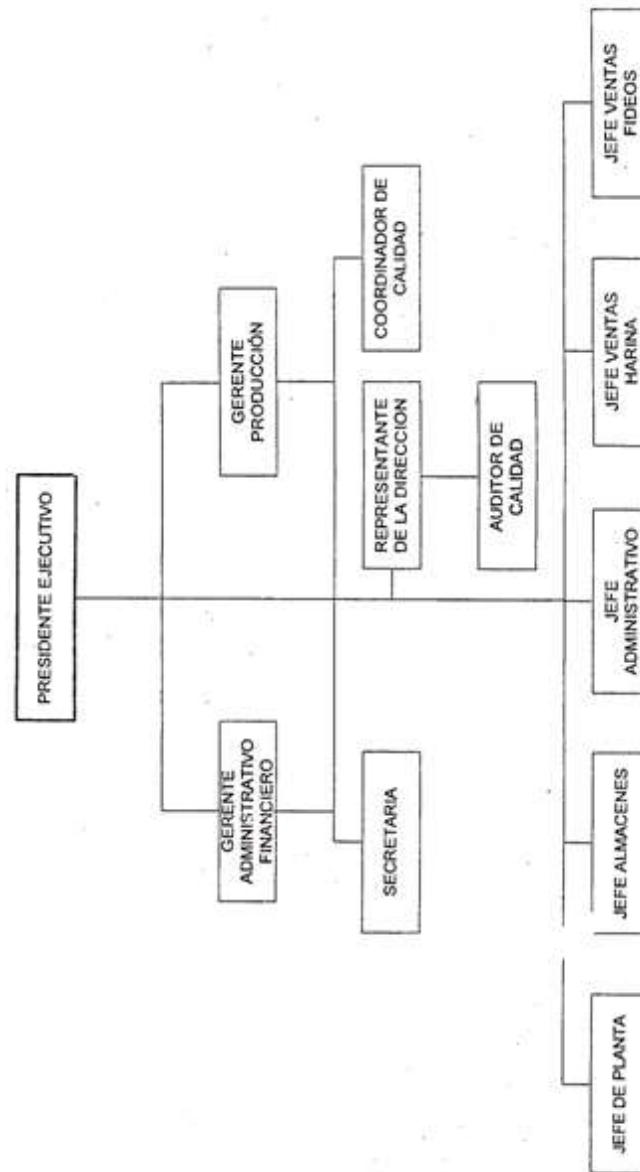 PRESIDENTE EJECUTIVO
GERENTE
ADMINISTRATIVO
FINANCIERO
GERENTE
PRODUCCIÓN
SECRETARIA
REPRESENTANTE
DE LA DIRECCION
COORDINADOR DE
CALIDAD
AUDITOR DE
CALIDAD
JEFE DE PLANTA
JEFE ALMACENES
JEFE
ADMINISTRATIVO
JEFE VENTAS
HARINA
JEFE VENTAS
FIDEOS